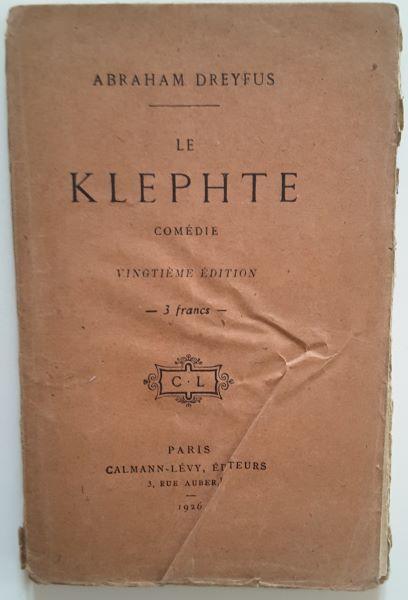 ABRAHAM DREYFUS
LE
KLEPHTE
COMÉDIE
VINGTIÈME ÉDITION
— 3 francs —
C · L
PARIS
CALMANN-LÉVY, ÉDITEURS
3, RUE AUBER,
1926